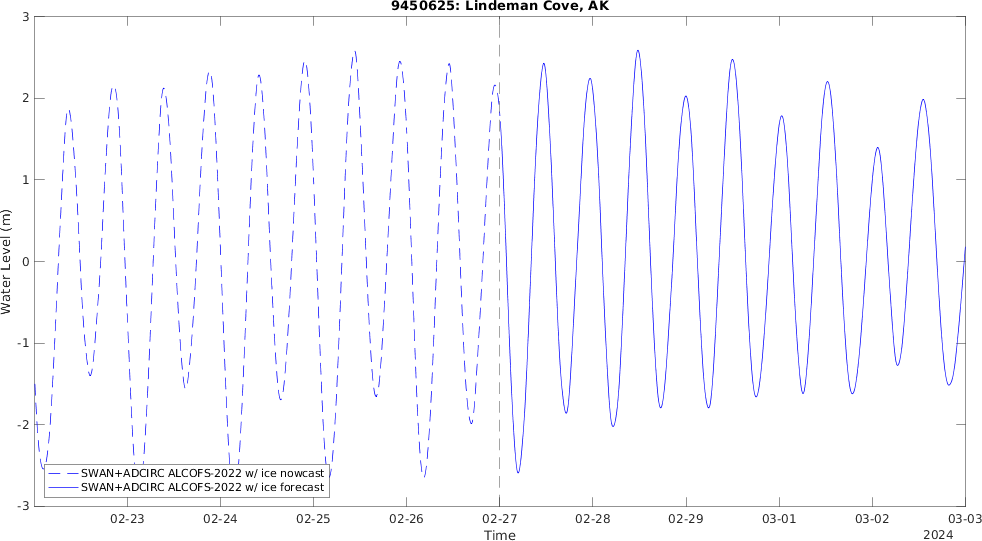 9450625: Lindeman Cove, AK
3
2
1
0
-1
-2
-3
Water Level (m)
SWAN+ADCIRC ALCOFS-2022 w/ ice nowcast
SWAN+ADCIRC ALCOFS-2022 w/ ice forecast
02-23 02-24 02-25 02-26 02-27 02-28 02-29 03-01 03-02 03-03
Time
2024